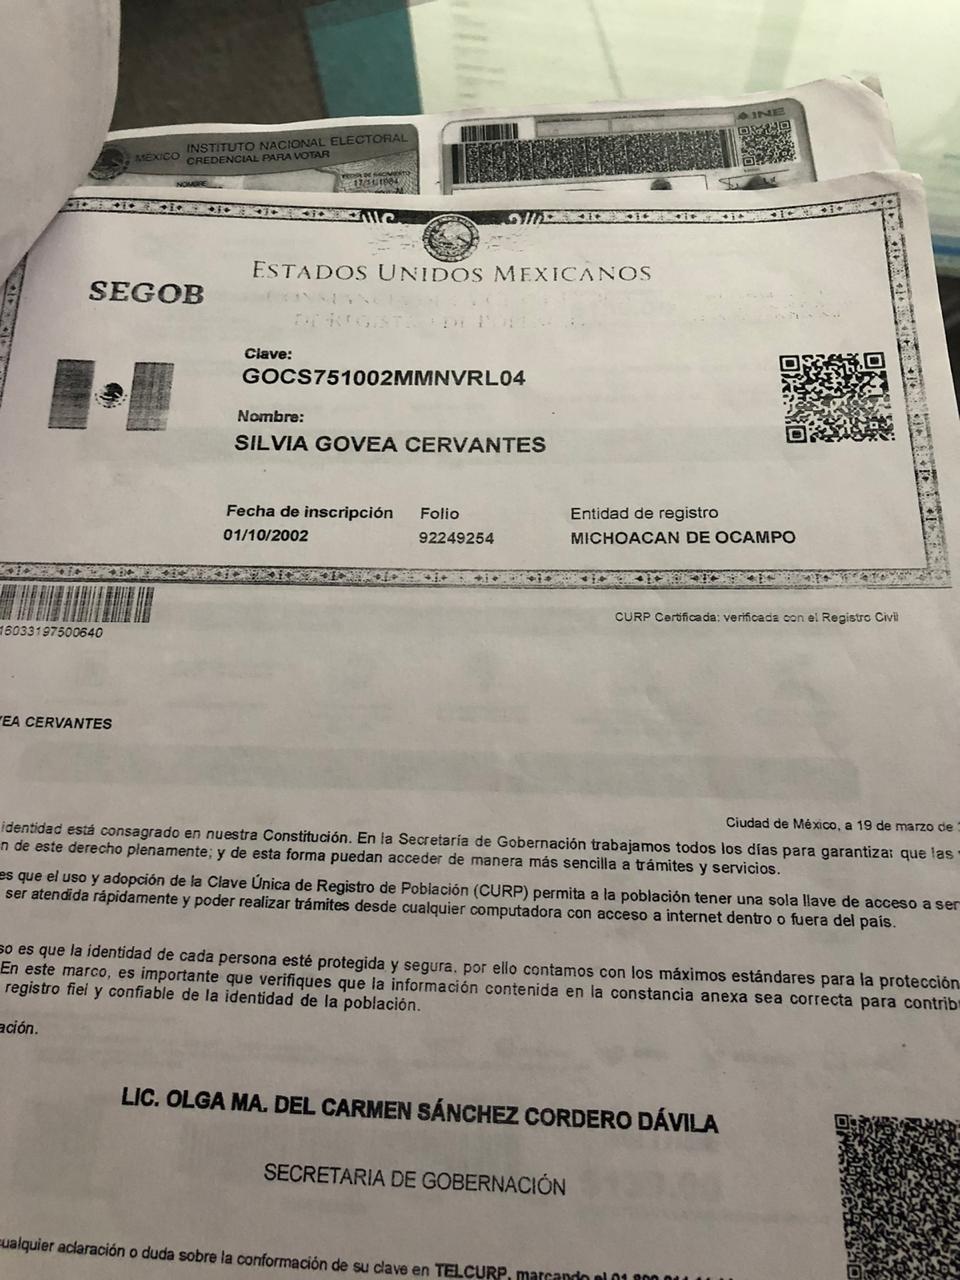 INE
INSTITUTO NACIONAL ELECTORAL
MÉXICO CREDENCIAL PARA VOTAR
NOMBRE
FECHA DE NACIMIENTO
ESTADOS UNIDOS MEXICANOS
SEGOB
Clave:
GOCS751002MMNVRL04
Nombre:
SILVIA GOVEA CERVANTES
Fecha de inscripción Folio Entidad de registro
01/10/2002 92249254 MICHOACAN DE OCAMPO
16033197500640
CURP Certificada: verificada con el Registro Civil
VEA CERVANTES
Ciudad de México, a 19 de marzo de
identidad está consagrado en nuestra Constitución. En la Secretaría de Gobernación trabajamos todos los días para garantizar que las
n de este derecho plenamente; y de esta forma puedan acceder de manera más sencilla a trámites y servicios.
es que el uso y adopción de la Clave Única de Registro de Población (CURP) permita a la población tener una sola llave de acceso a ser
ser atendida rápidamente y poder realizar trámites desde cualquier computadora con acceso a internet dentro o fuera del país.
so es que la identidad de cada persona esté protegida y segura, por ello contamos con los máximos estándares para la protección
En este marco, es importante que verifiques que la información contenida en la constancia anexa sea correcta para contrib
registro fiel y confiable de la identidad de la población.
ación.
LIC. OLGA MA. DEL CARMEN SÁNCHEZ CORDERO DÁVILA
SECRETARIA DE GOBERNACIÓN
ualquier aclaración o duda sobre la conformación de su clave en TELCURP, marcando el 01 800